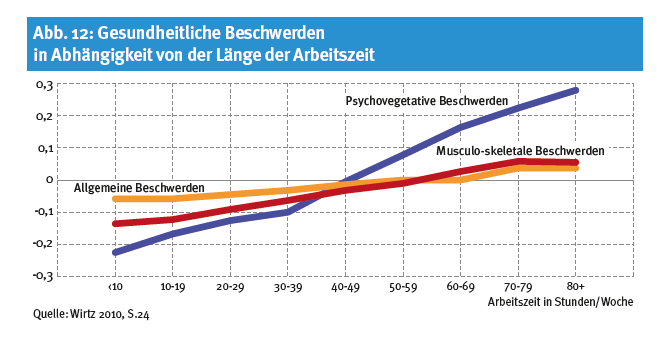 Abb. 12: Gesundheitliche Beschwerden
in Abhängigkeit von der Länge der Arbeitszeit
0,3
0,2
0,1
0
-0,1
-0,2
-0,3
Psychovegetative Beschwerden
Musculo-skeletale Beschwerden
Allgemeine Beschwerden
<10
10-19
20-29
30-39
40-49
50-59
60-69
70-79
80+
Arbeitszeit in Stunden/Woche
Quelle: Wirtz 2010, S.24